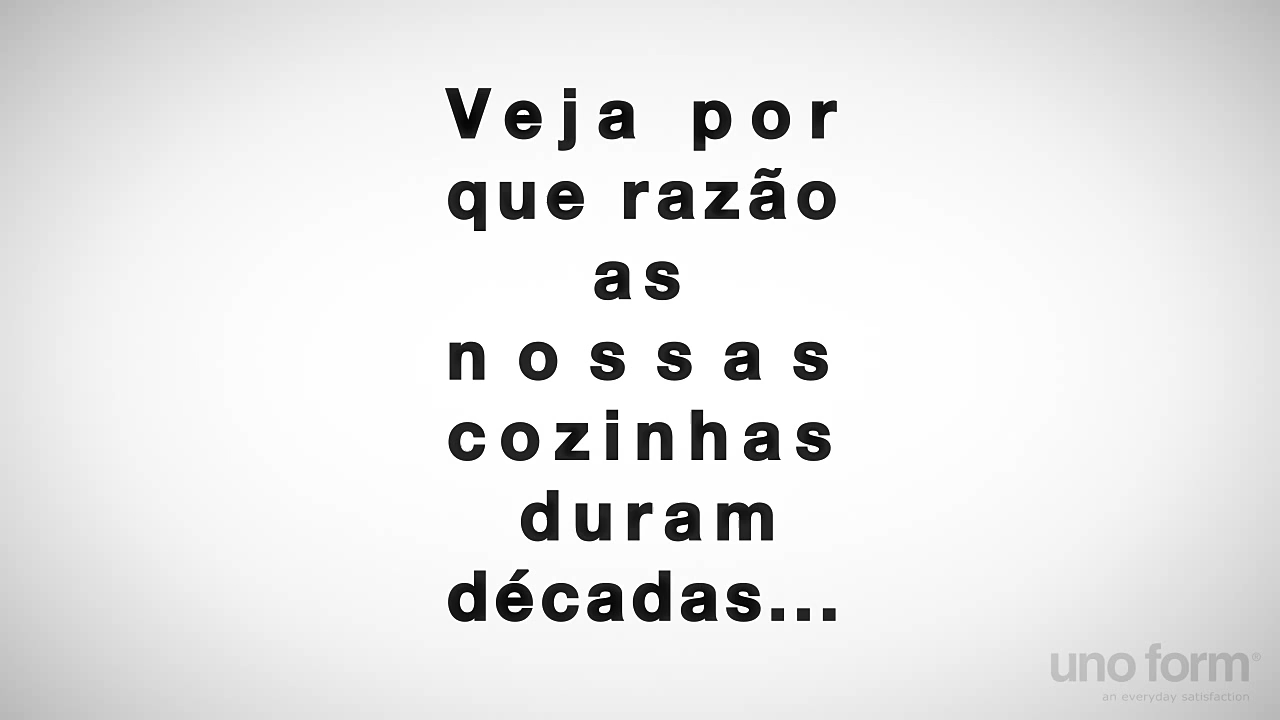 Veja por
que razão
as
nossas
cozinhas
duram
décadas...
uno form®
an everyday satisfaction